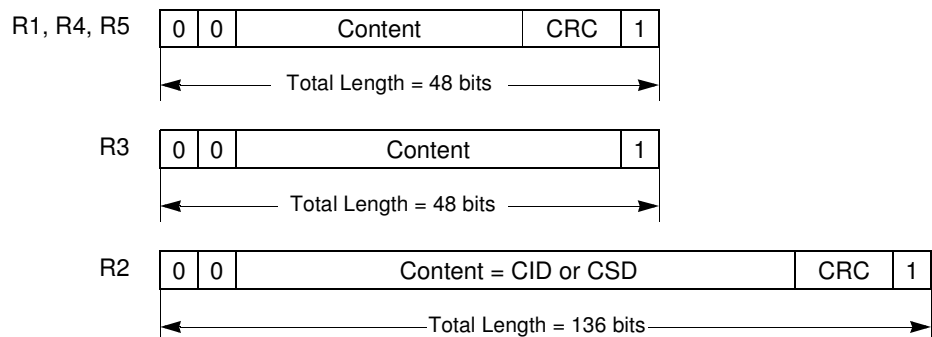 R1, R4, R5 0 0 Content CRC 1
Total Length = 48 bits
R3 0 0 Content 1
Total Length = 48 bits
R2 0 0 Content = CID or CSD CRC 1
Total Length = 136 bits